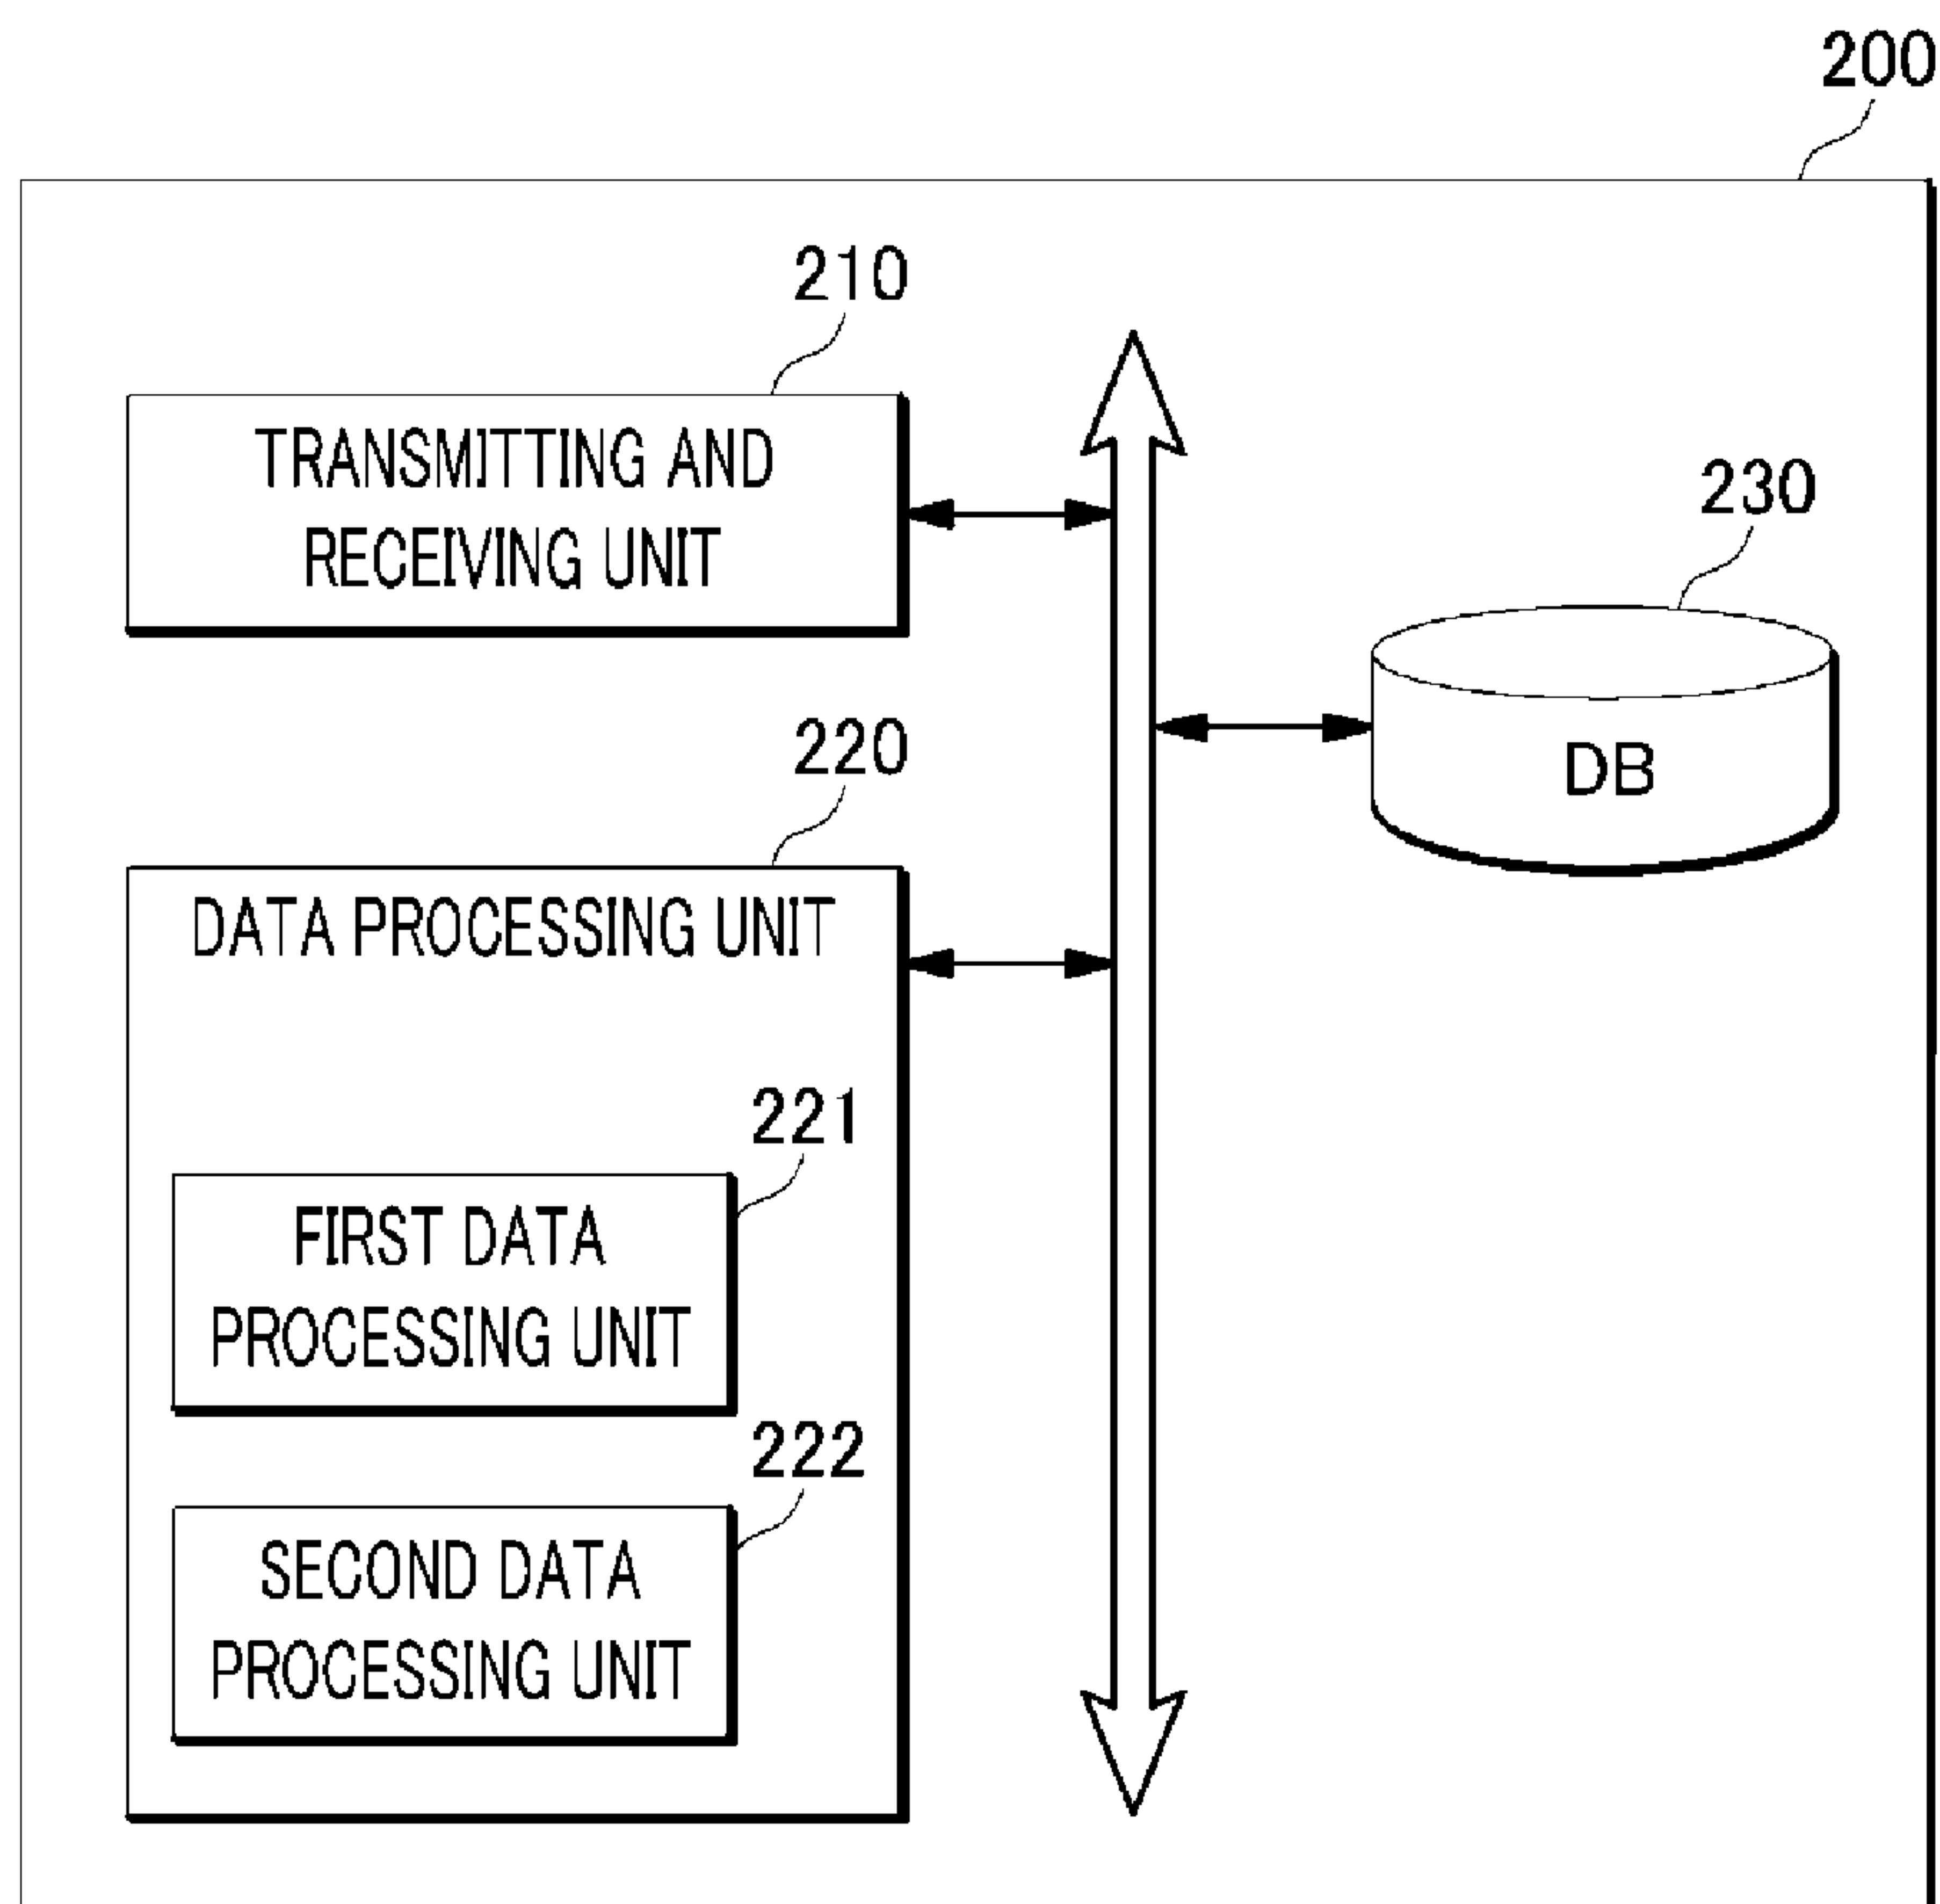 200
210
TRANSMITTING AND
RECEIVING UNIT
230
DB
220
DATA PROCESSING UNIT
221
FIRST DATA
PROCESSING UNIT
222
SECOND DATA
PROCESSING UNIT